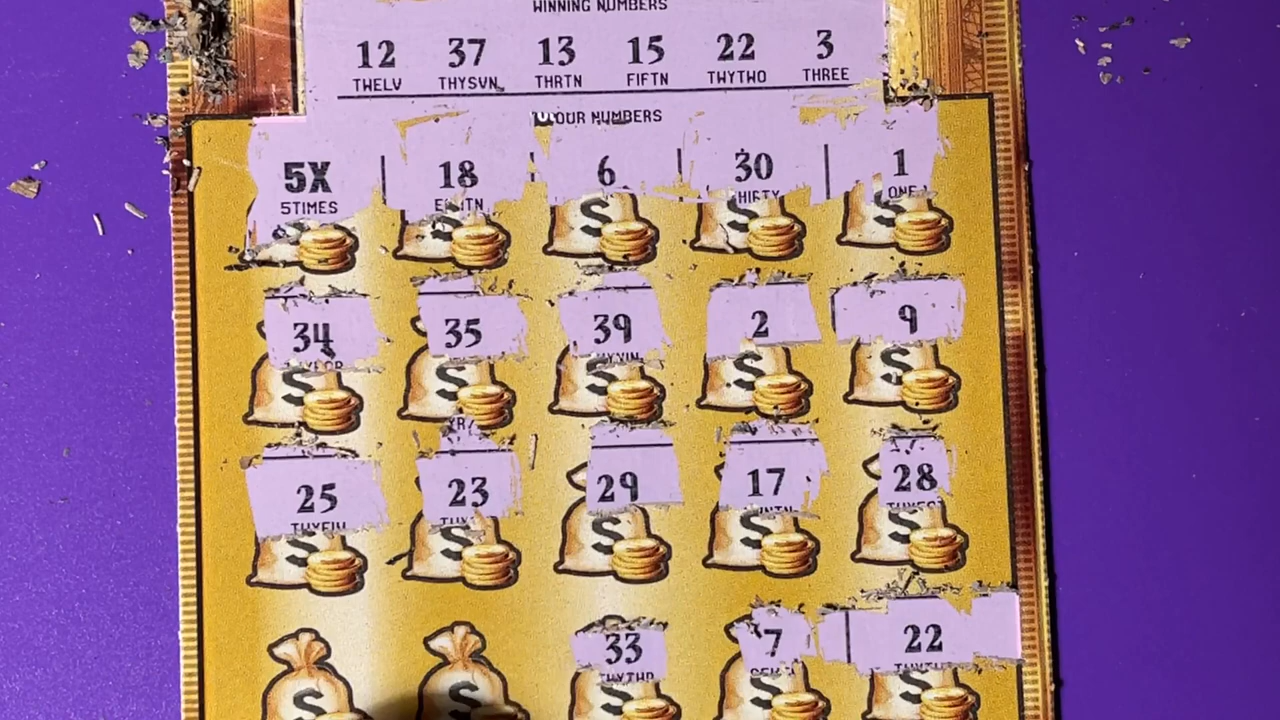 WINNING NUMBERS
12 37 13 15 22 3
TWELV THYSVN THRTN FIFTN TWYTWO THREE
YOUR NUMBERS
5X 18 6 30 1
5TIMES ONE
34 35 39 2 9
25 23 29 17 28
33 7 22